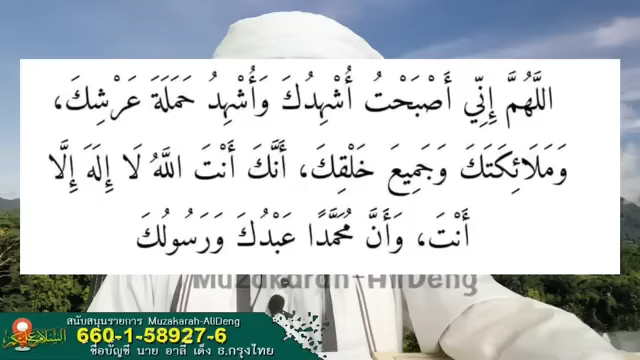 اللَّهُمَّ إِنِّي أَصْبَحْتُ أُشْهِدُكَ وَأُشْهِدُ حَمَلَةَ عَرْشِكَ،
وَمَلَائِكَتَكَ وَجَمِيعَ خَلْقِكَ، أَنَّكَ أَنْتَ اللَّهُ لَا إِلَهَ إِلَّا
أَنْتَ، وَأَنَّ مُحَمَّدًا عَبْدُكَ وَرَسُولُكَ
Muzakarah-AliDeng
สนับสนุนรายการ Muzakarah-AliDeng
660-1-58927-6
ชื่อบัญชี นาย อาลี เด็ง ธ.กรุงไทย